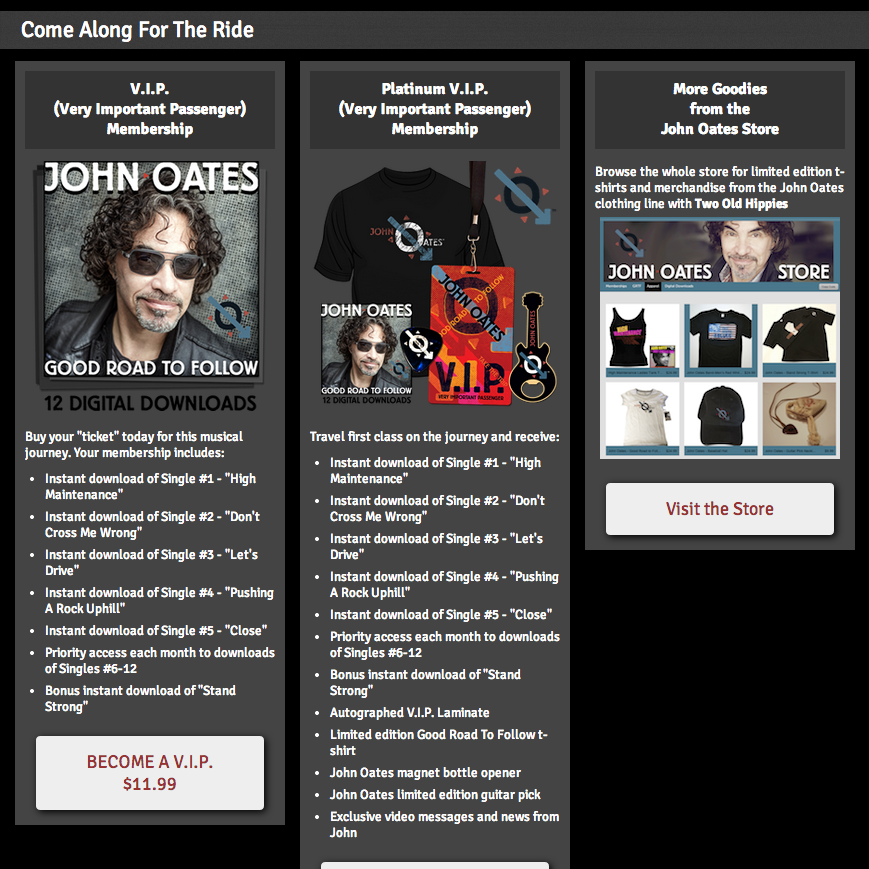 Come Along For The Ride
V.I.P.
(Very Important Passenger)
Membership
JOHN OATES
GOOD ROAD TO FOLLOW
12 DIGITAL DOWNLOADS
Buy your "ticket" today for this musical
journey. Your membership includes:
• Instant download of Single #1 - "High
Maintenance"
• Instant download of Single #2 - "Don't
Cross Me Wrong"
• Instant download of Single #3 - "Let's
Drive"
• Instant download of Single #4 - "Pushing
A Rock Uphill"
• Instant download of Single #5 - "Close"
• Priority access each month to downloads
of Singles #6-12
• Bonus instant download of "Stand
Strong"
BECOME A V.I.P.
$11.99
Platinum V.I.P.
(Very Important Passenger)
Membership
JOHN OATES
JOHN OATES
GOOD ROAD TO FOLLOW
12 DIGITAL DOWNLOADS
JOHN OATES
GOOD ROAD TO FOLLOW
V.I.P.
VERY IMPORTANT PASSENGER
JOHN OATES
Travel first class on the journey and receive:
• Instant download of Single #1 - "High
Maintenance"
• Instant download of Single #2 - "Don't
Cross Me Wrong"
• Instant download of Single #3 - "Let's
Drive"
• Instant download of Single #4 - "Pushing
A Rock Uphill"
• Instant download of Single #5 - "Close"
• Priority access each month to downloads
of Singles #6-12
• Bonus instant download of "Stand
Strong"
• Autographed V.I.P. Laminate
• Limited edition Good Road To Follow t-
shirt
• John Oates magnet bottle opener
• John Oates limited edition guitar pick
• Exclusive video messages and news from
John
More Goodies
from the
John Oates Store
Browse the whole store for limited edition t-
shirts and merchandise from the John Oates
clothing line with Two Old Hippies
JOHN OATES STORE
Memberships GRTF Apparel Digital Downloads
Visit the Store